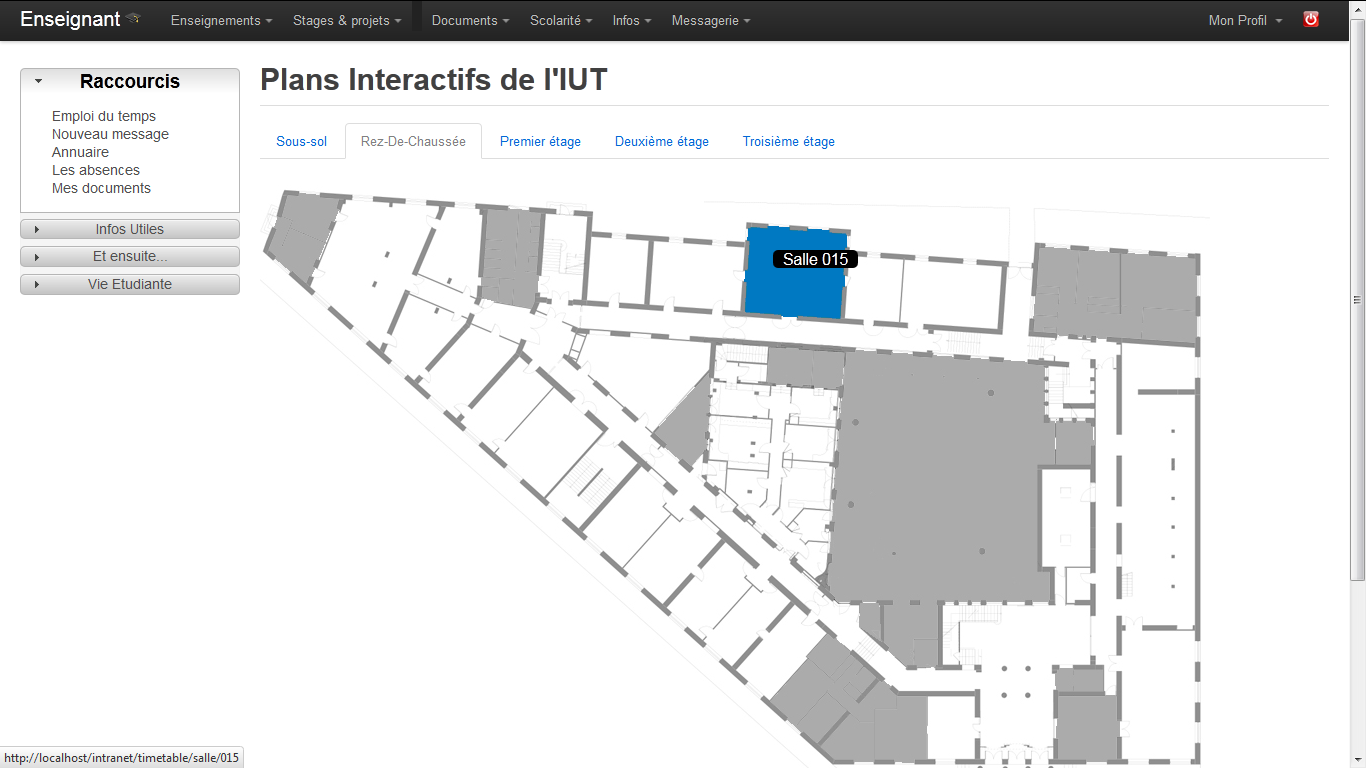 Enseignant Enseignements Stages & projets Documents Scolarité Infos Messagerie Mon Profil
Raccourcis
Emploi du temps
Nouveau message
Annuaire
Les absences
Mes documents
Infos Utiles
Et ensuite...
Vie Etudiante
Plans Interactifs de l'IUT
Sous-sol Rez-De-Chaussée Premier étage Deuxième étage Troisième étage
Salle 015
http://localhost/intranet/timetable/salle/015